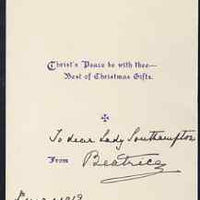 Christ's Peace be with thee—
Best of Christmas Gifts.
To dear Lady Southampton
From Beatrice